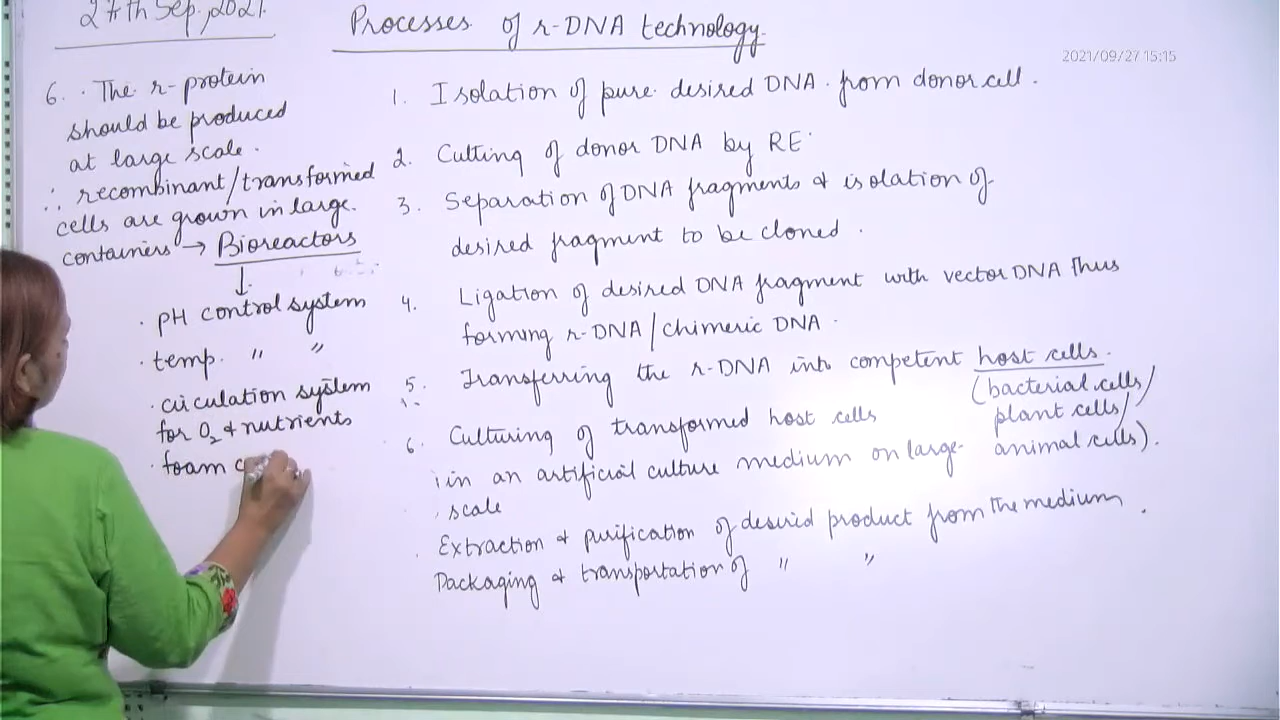 27th Sep., 2021.
Processes of r-DNA technology.
2021/09/27 15:15
6. The r-protein
should be produced
at large scale.
∴ recombinant/transformed
cells are grown in large
containers → Bioreactors
↓
· pH control system
· temp. " "
· circulation system
for O₂ & nutrients
· foam c
1. Isolation of pure desired DNA from donor cell.
2. Cutting of donor DNA by RE
3. Separation of DNA fragments & isolation of
desired fragment to be cloned.
4. Ligation of desired DNA fragment with vector DNA thus
forming r-DNA/chimeric DNA.
5. Transferring the r-DNA into competent host cells.
(bacterial cells/
plant cells/
animal cells).
6. Culturing of transformed host cells
in an artificial culture medium on large
scale
Extraction & purification of desired product from the medium.
Packaging & transportation of " "